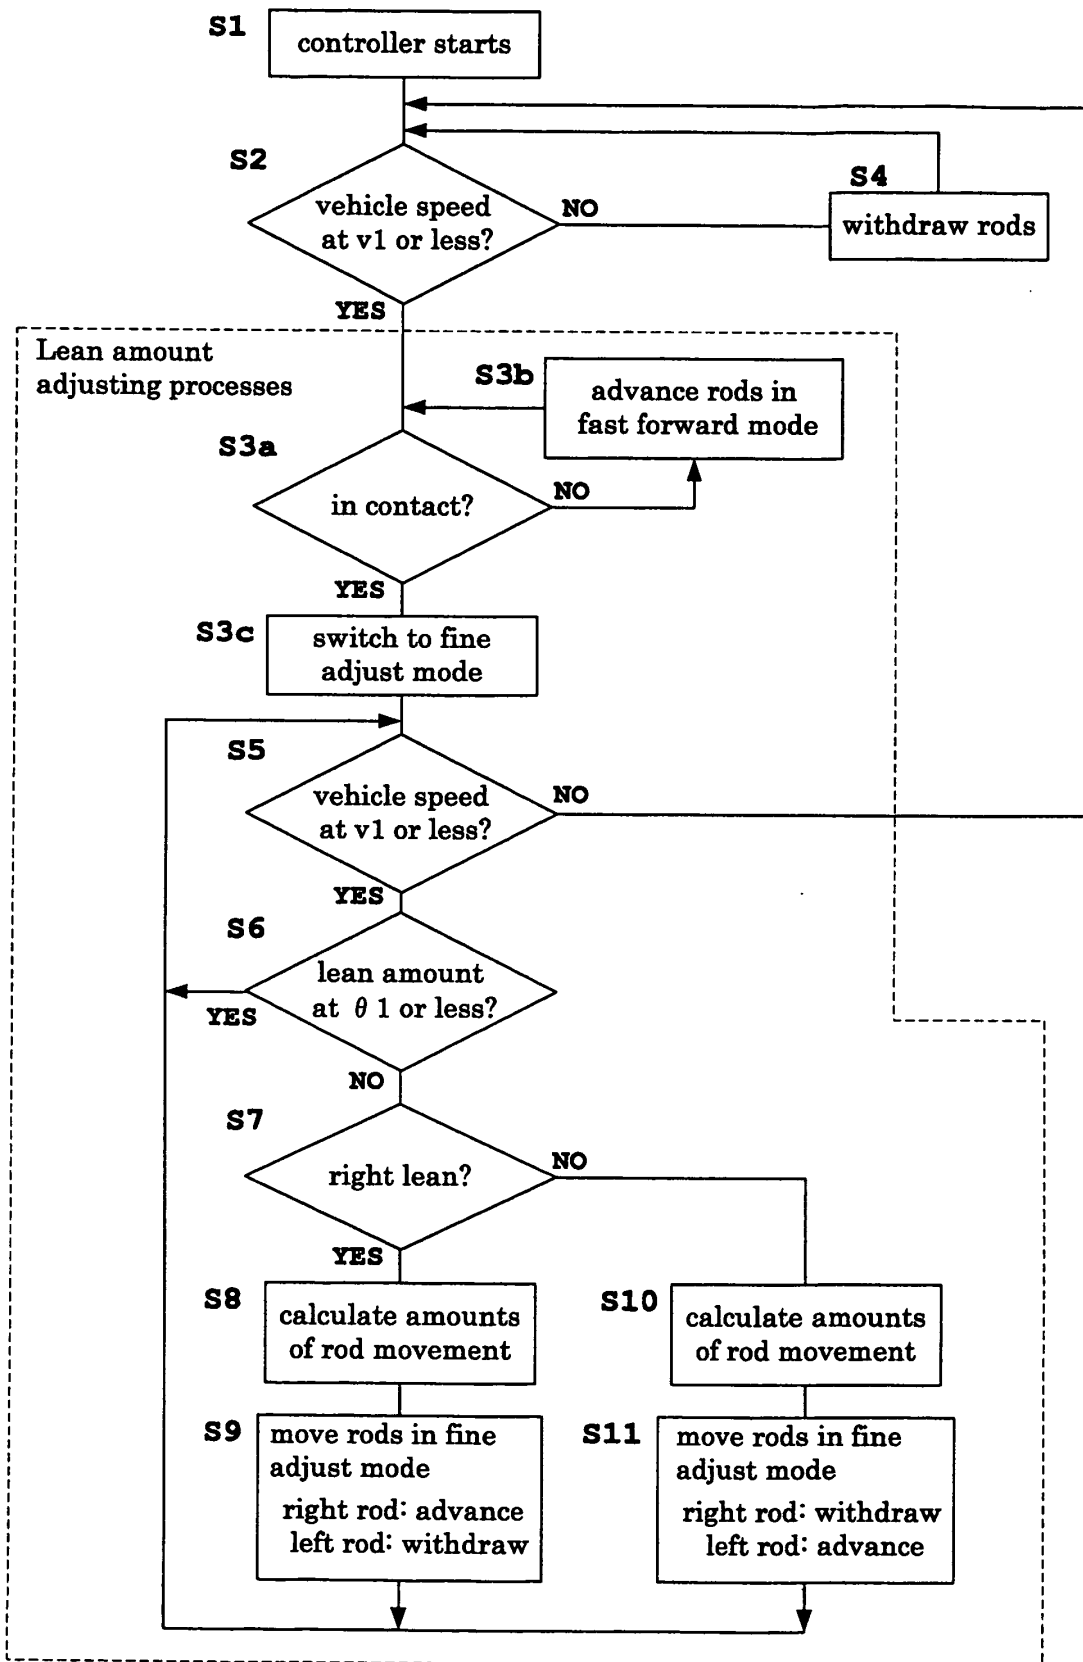 S1
controller starts
S2
vehicle speed
at v1 or less?
NO
S4
withdraw rods
YES
Lean amount
adjusting processes
S3b
advance rods in
fast forward mode
S3a
in contact?
NO
YES
S3c
switch to fine
adjust mode
S5
vehicle speed
at v1 or less?
NO
YES
S6
lean amount
at θ 1 or less?
YES
NO
S7
right lean?
NO
YES
S8
calculate amounts
of rod movement
S10
calculate amounts
of rod movement
S9
move rods in fine
adjust mode
right rod: advance
left rod: withdraw
S11
move rods in fine
adjust mode
right rod: withdraw
left rod: advance